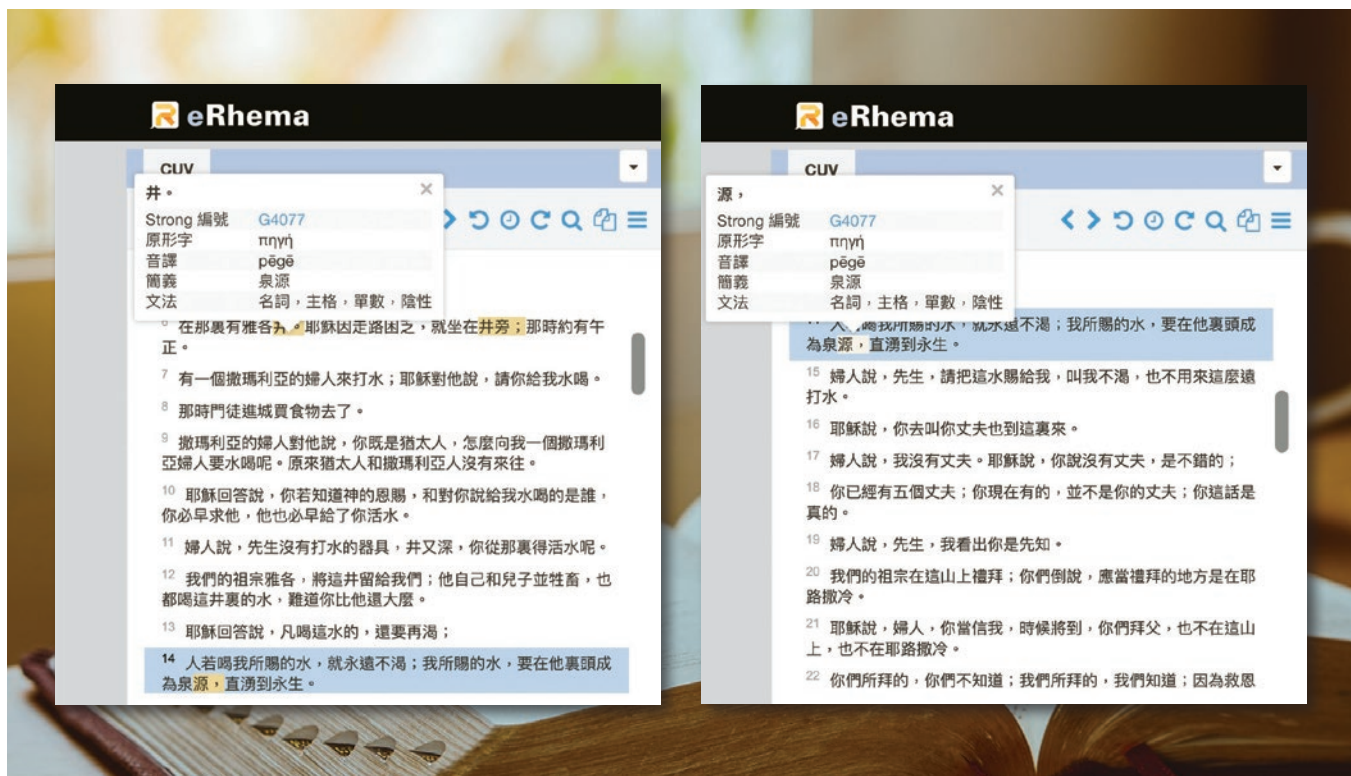 eRhema
CUV
井。 ×
Strong 編號 G4077
原形字 πηγή
音譯 pēgē
簡義 泉源
文法 名詞，主格，單數，陰性
6 在那裏有雅各井。耶穌因走路困乏，就坐在井旁；那時約有午
正。
7 有一個撒瑪利亞的婦人來打水；耶穌對他說，請你給我水喝。
8 那時門徒進城買食物去了。
9 撒瑪利亞的婦人對他說，你既是猶太人，怎麼向我一個撒瑪利
亞婦人要水喝呢。原來猶太人和撒瑪利亞人沒有來往。
10 耶穌回答說，你若知道神的恩賜，和對你說給我水喝的是誰，
你必早求他，他也必早給了你活水。
11 婦人說，先生沒有打水的器具，井又深，你從那裏得活水呢。
12 我們的祖宗雅各，將這井留給我們；他自己和兒子並牲畜，也
都喝這井裏的水，難道你比他還大麼。
13 耶穌回答說，凡喝這水的，還要再渴；
14 人若喝我所賜的水，就永遠不渴；我所賜的水，要在他裏頭成
為泉源，直湧到永生。
eRhema
CUV
源， ×
Strong 編號 G4077
原形字 πηγή
音譯 pēgē
簡義 泉源
文法 名詞，主格，單數，陰性
14 人喝我所賜的水，就永遠不渴；我所賜的水，要在他裏頭成
為泉源，直湧到永生。
15 婦人說，先生，請把這水賜給我，叫我不渴，也不用來這麼遠
打水。
16 耶穌說，你去叫你丈夫也到這裏來。
17 婦人說，我沒有丈夫。耶穌說，你說沒有丈夫，是不錯的；
18 你已經有五個丈夫；你現在有的，並不是你的丈夫；你這話是
真的。
19 婦人說，先生，我看出你是先知。
20 我們的祖宗在這山上禮拜；你們倒說，應當禮拜的地方是在耶
路撒冷。
21 耶穌說，婦人，你當信我，時候將到，你們拜父，也不在這山
上，也不在耶路撒冷。
22 你們所拜的，你們不知道；我們所拜的，我們知道；因為救恩